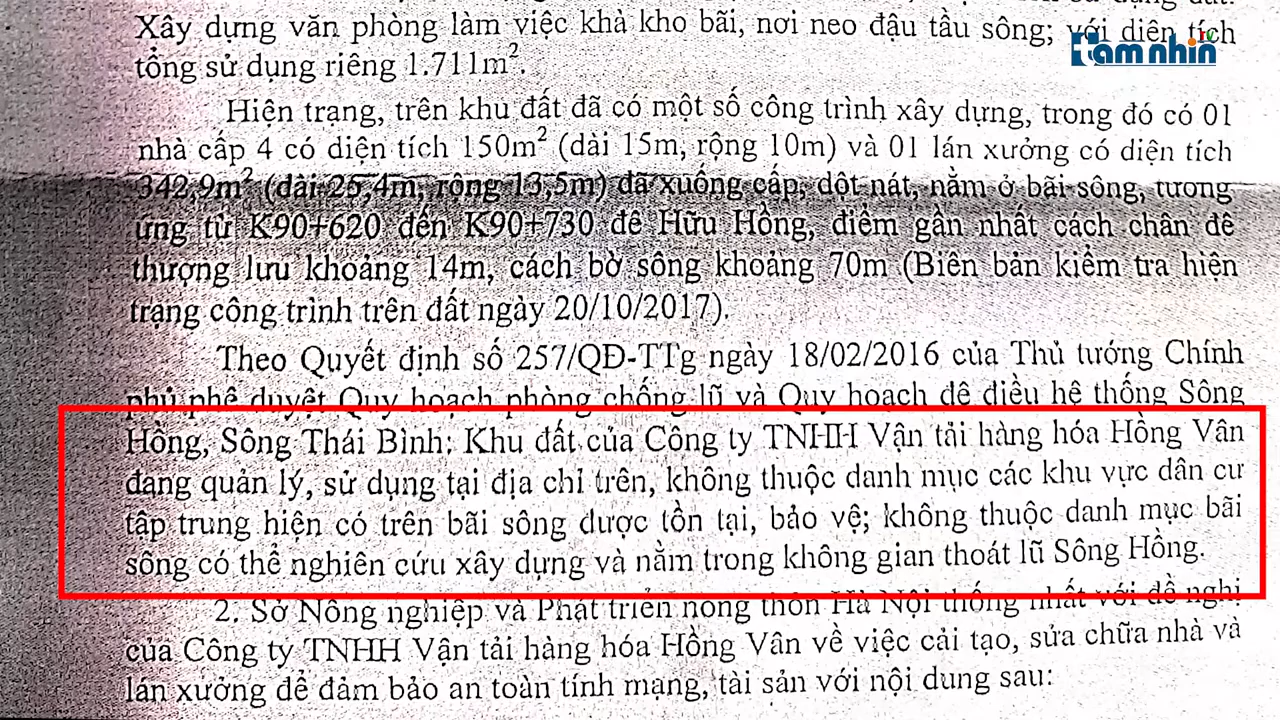 Xây dựng văn phòng làm việc khà kho bãi, nơi neo đậu tầu sông; với diện tích
tamnhìn
tổng sử dụng riêng 1.711m².
Hiện trạng, trên khu đất đã có một số công trình xây dựng, trong đó có 01
nhà cấp 4 có diện tích 150m² (dài 15m, rộng 10m) và 01 lán xưởng có diện tích
342,9m² (dài 25,4m, rộng 13,5m) đã xuống cấp, dột nát, nằm ở bãi sông, tương
ứng từ K90+620 đến K90+730 đê Hữu Hồng, điểm gần nhất cách chân đê
thượng lưu khoảng 14m, cách bờ sông khoảng 70m (Biên bản kiểm tra hiện
trạng công trình trên đất ngày 20/10/2017).
Theo Quyết định số 257/QĐ-TTg ngày 18/02/2016 của Thủ tướng Chính
phủ phê duyệt Quy hoạch phòng chống lũ và Quy hoạch đê điều hệ thống Sông
Hồng, Sông Thái Bình: Khu đất của Công ty TNHH Vận tải hàng hóa Hồng Vân
đang quản lý, sử dụng tại địa chỉ trên, không thuộc danh mục các khu vực dân cư
tập trung hiện có trên bãi sông được tồn tại, bảo vệ; không thuộc danh mục bãi
sông có thể nghiên cứu xây dựng và nằm trong không gian thoát lũ Sông Hồng.
2. Sở Nông nghiệp và Phát triển nông thôn Hà Nội thống nhất với đề nghị
của Công ty TNHH Vận tải hàng hóa Hồng Vân về việc cải tạo, sửa chữa nhà và
lán xưởng để đảm bảo an toàn tính mạng, tài sản với nội dung sau: